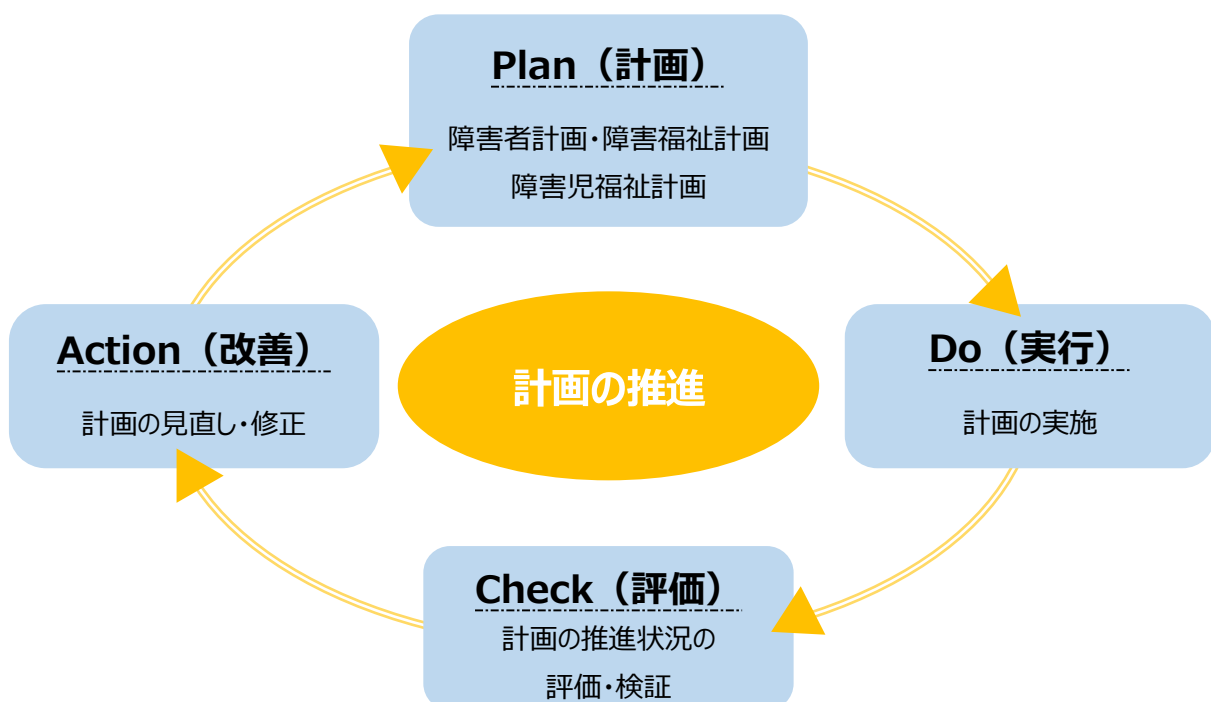 Plan（計画）
障害者計画・障害福祉計画
障害児福祉計画
Action（改善）
計画の見直し・修正
計画の推進
Do（実行）
計画の実施
Check（評価）
計画の推進状況の
評価・検証